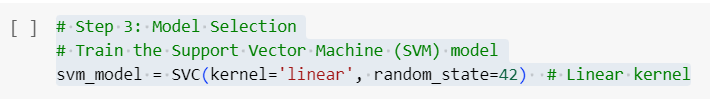 [ ] # Step 3: Model Selection
# Train the Support Vector Machine (SVM) model
svm_model = SVC(kernel='linear', random_state=42)  # Linear kernel